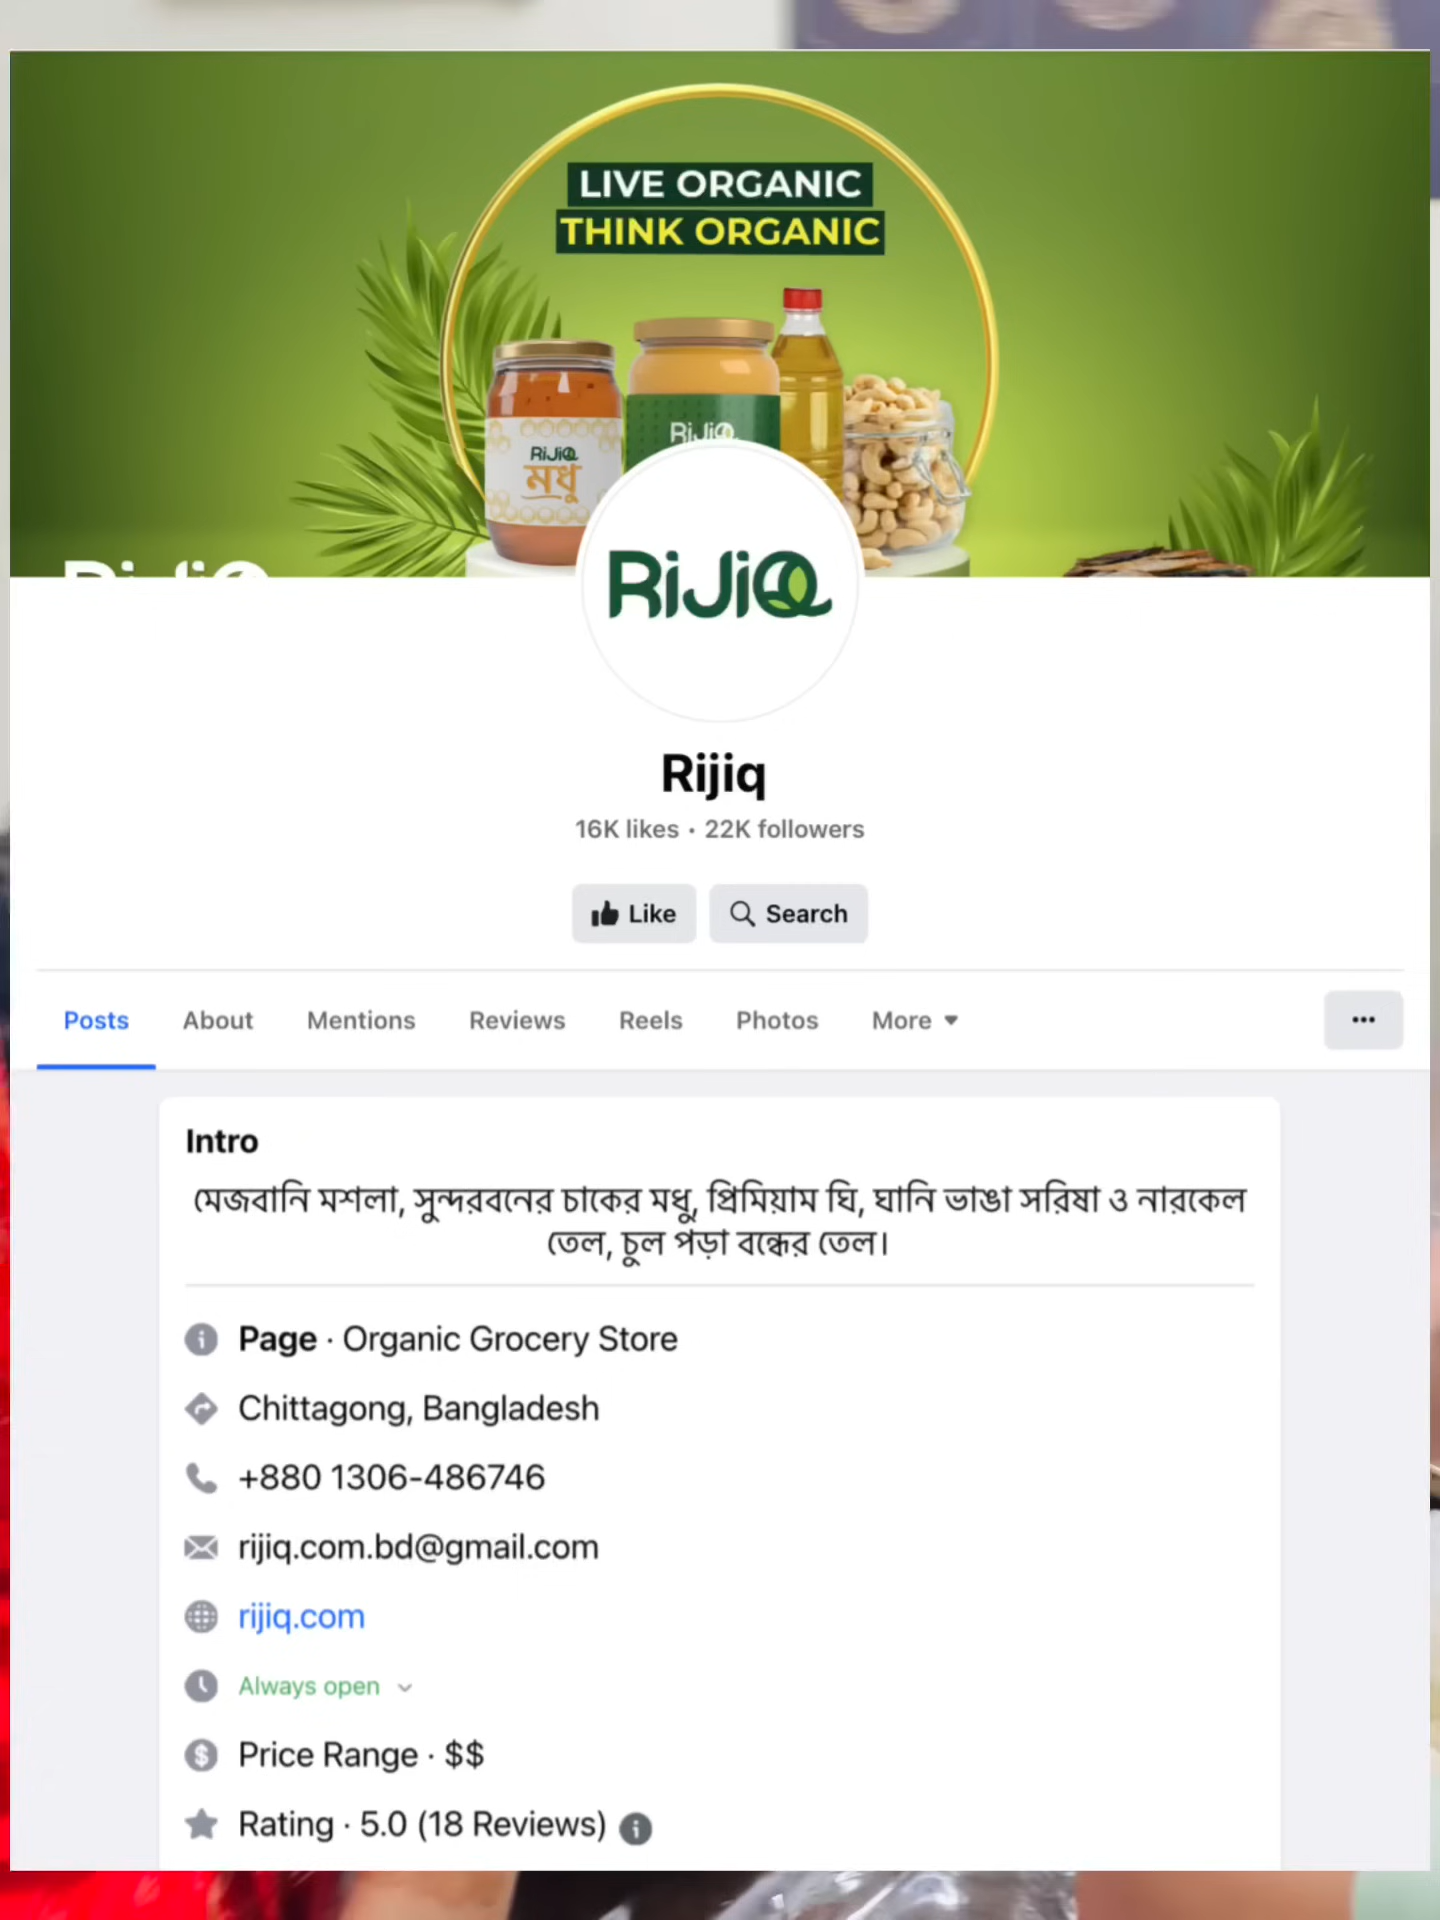 LIVE ORGANIC
THINK ORGANIC
RiJiQ
RiJiQ
মধু
RiJiQ
RiJiQ
Rijiq
16K likes · 22K followers
Like
Search
Posts
About
Mentions
Reviews
Reels
Photos
More
Intro
মেজবানি মশলা, সুন্দরবনের চাকের মধু, প্রিমিয়াম ঘি, ঘানি ভাঙা সরিষা ও নারকেল
তেল, চুল পড়া বন্ধের তেল।
Page · Organic Grocery Store
Chittagong, Bangladesh
+880 1306-486746
rijiq.com.bd@gmail.com
rijiq.com
Always open
Price Range · $$
Rating · 5.0 (18 Reviews)